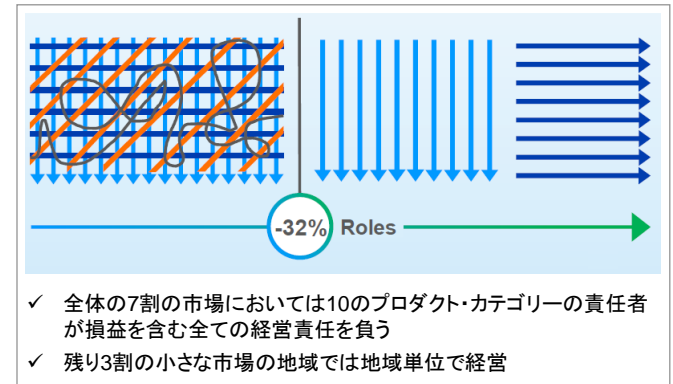 -32% Roles
✓ 全体の7割の市場においては10のプロダクト・カテゴリーの責任者
が損益を含む全ての経営責任を負う
✓ 残り3割の小さな市場の地域では地域単位で経営